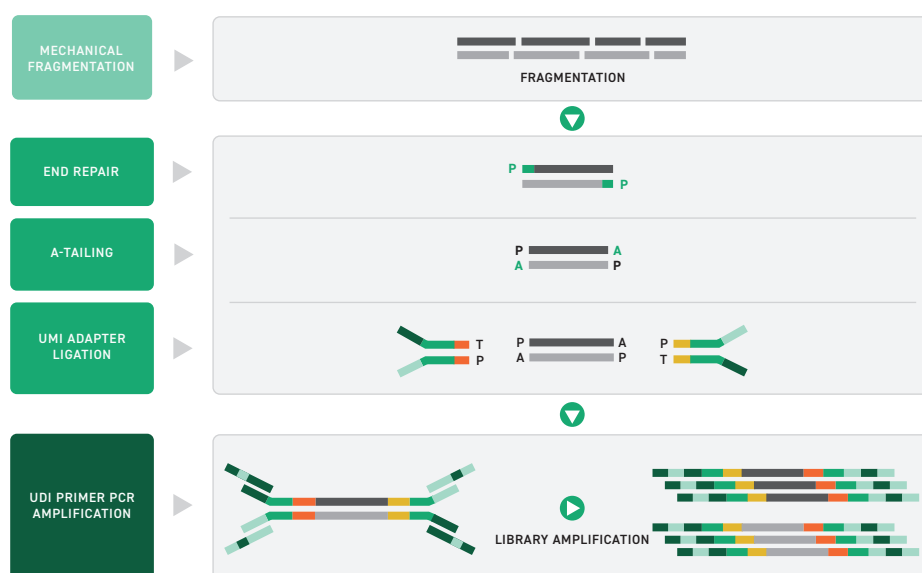 MECHANICAL
FRAGMENTATION
FRAGMENTATION
END REPAIR
P
P
A-TAILING
P A
A P
UMI ADAPTER
LIGATION
T P A P
P A P T
UDI PRIMER PCR
AMPLIFICATION
LIBRARY AMPLIFICATION